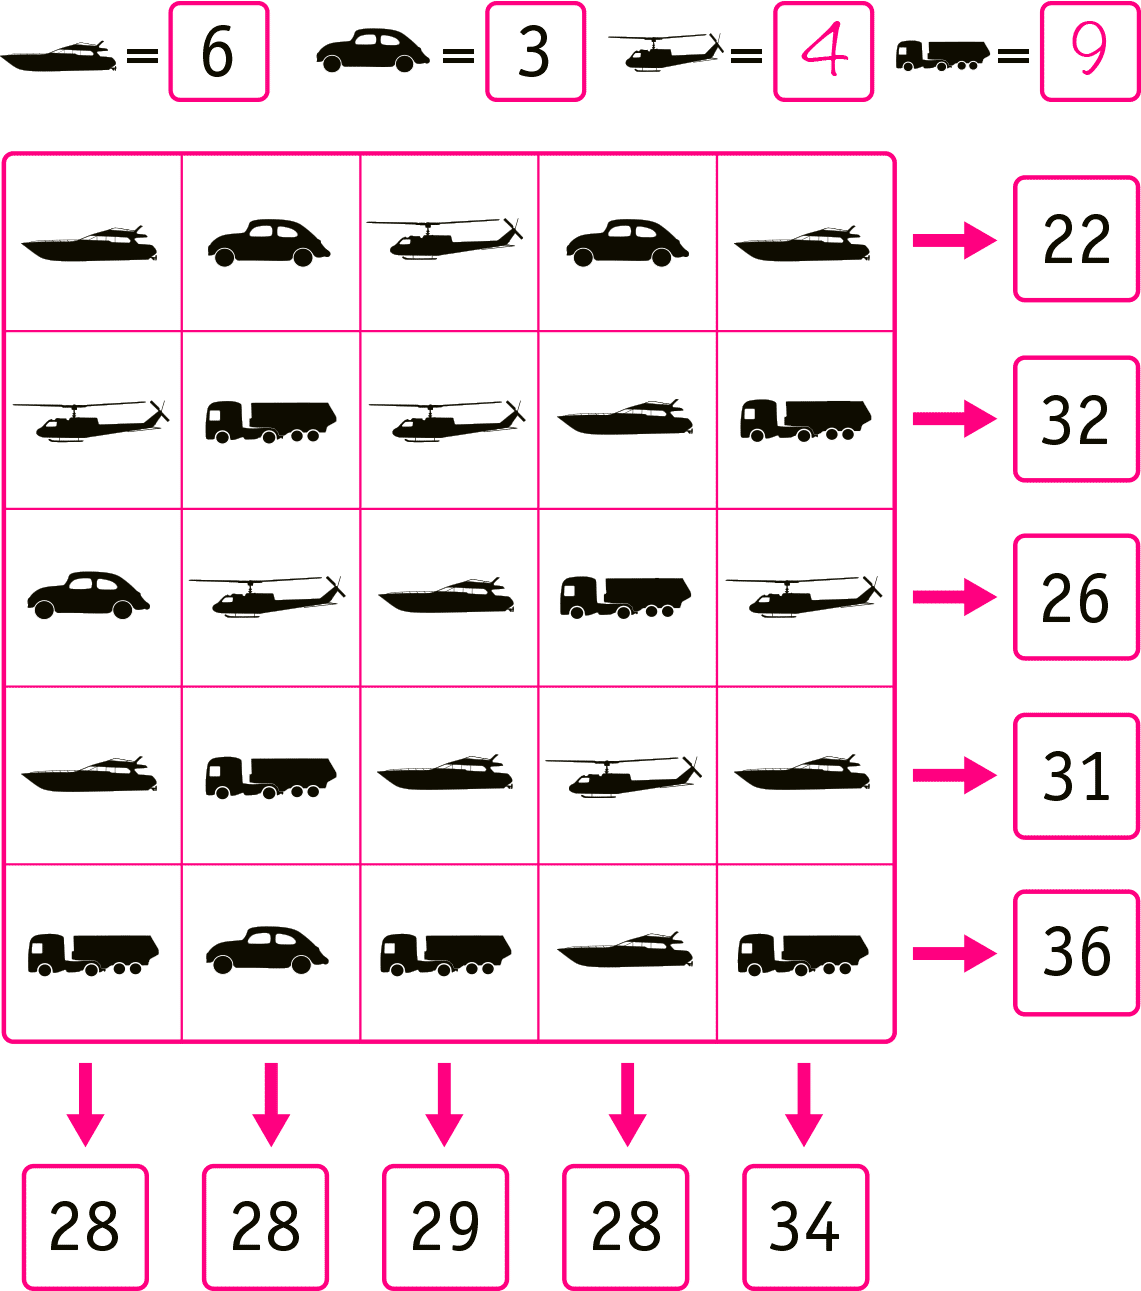 = 6 = 3 = 4 = 9
22
32
26
31
36
28 28 29 28 34